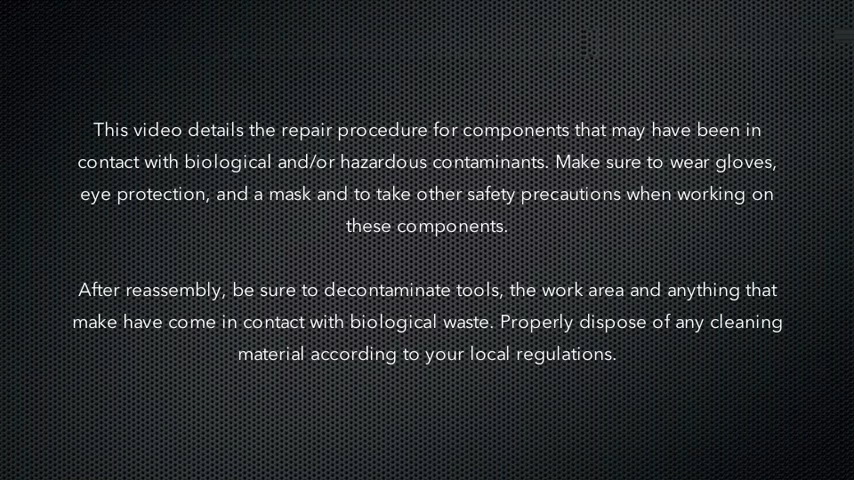 This video details the repair procedure for components that may have been in
contact with biological and/or hazardous contaminants. Make sure to wear gloves,
eye protection, and a mask and to take other safety precautions when working on
these components.
After reassembly, be sure to decontaminate tools, the work area and anything that
make have come in contact with biological waste. Properly dispose of any cleaning
material according to your local regulations.